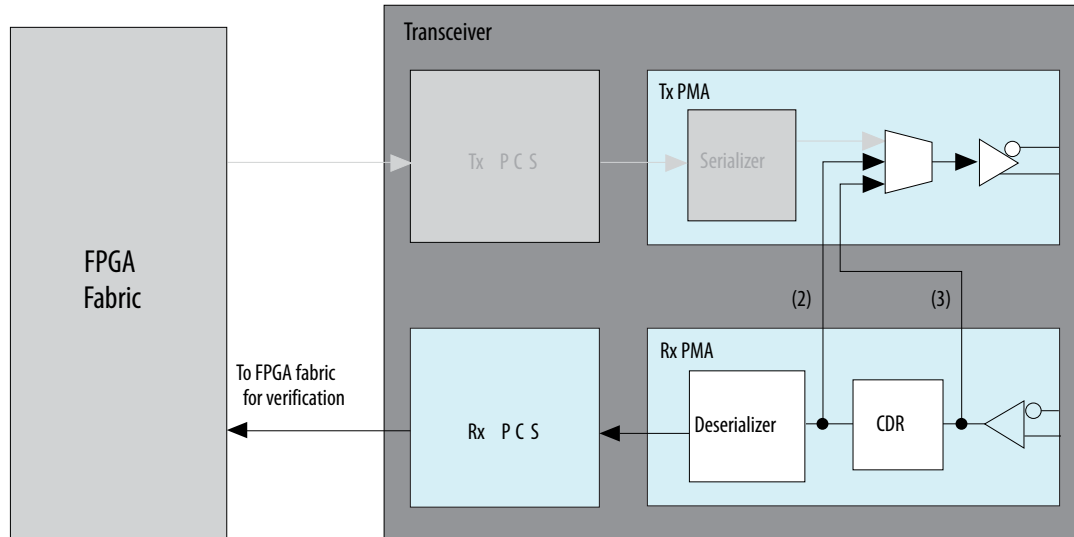 Transceiver
Tx PMA
Tx P C S
Serializer
FPGA
Fabric
(2)
(3)
Rx PMA
To FPGA fabric
for verification
Rx P C S
Deserializer
CDR